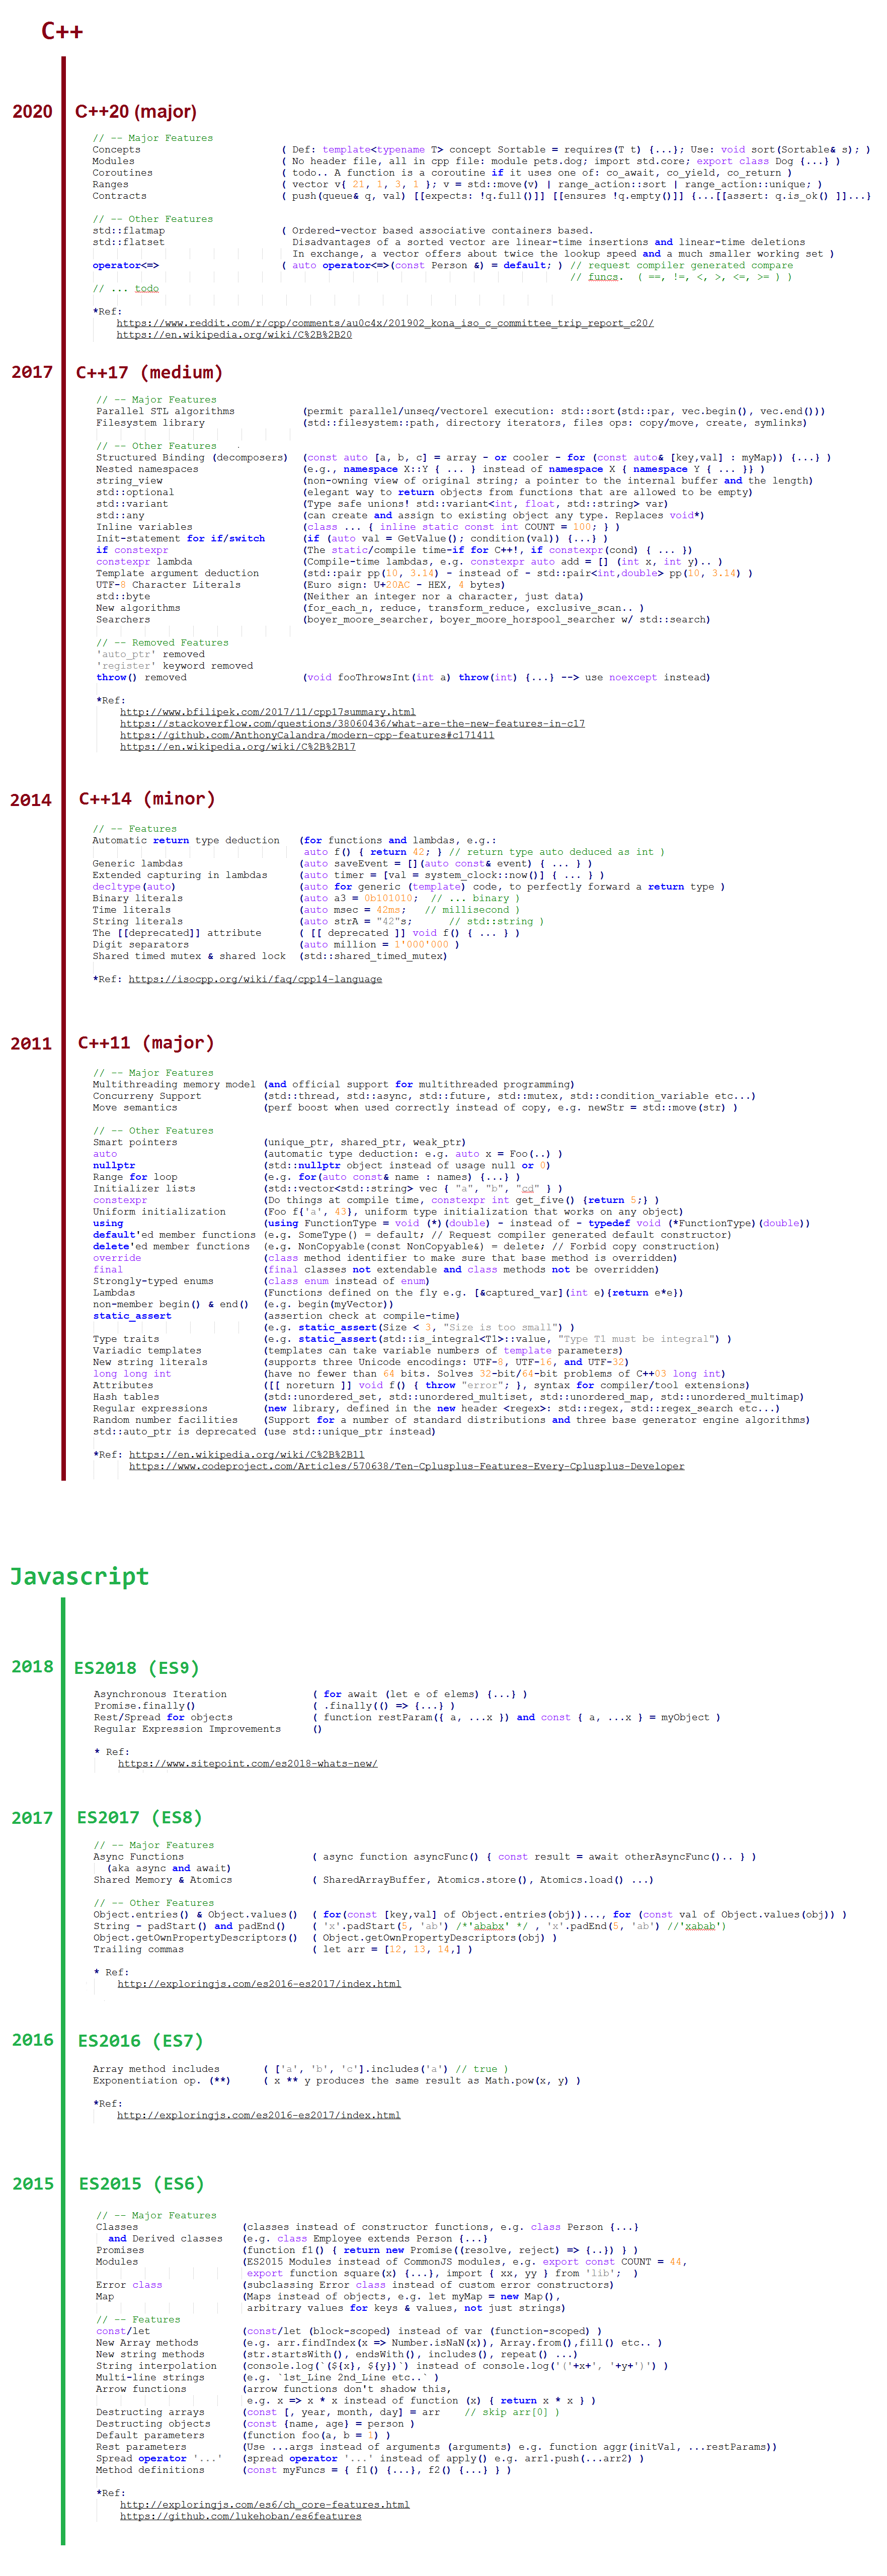 C++
2020 C++20 (major)
// -- Major Features
Concepts ( Def: template<typename T> concept Sortable = requires(T t) {...}; Use: void sort(Sortable& s); )
Modules ( No header file, all in cpp file: module pets.dog; import std.core; export class Dog {...} )
Coroutines ( todo.. A function is a coroutine if it uses one of: co_await, co_yield, co_return )
Ranges ( vector v{ 21, 1, 3, 1 }; v = std::move(v) | range_action::sort | range_action::unique; )
Contracts ( push(queue& q, val) [[expects: !q.full()]] [[ensures !q.empty()]] {...[[assert: q.is_ok() ]]...}
// -- Other Features
std::flatmap ( Ordered-vector based associative containers based.
std::flatset Disadvantages of a sorted vector are linear-time insertions and linear-time deletions
In exchange, a vector offers about twice the lookup speed and a much smaller working set )
operator<=> ( auto operator<=>(const Person &) = default; ) // request compiler generated compare
// funcs. ( ==, !=, <, >, <=, >= ) )
// ... todo
*Ref:
https://www.reddit.com/r/cpp/comments/au0c4x/201902_kona_iso_c_committee_trip_report_c20/
https://en.wikipedia.org/wiki/C%2B%2B20
2017 C++17 (medium)
// -- Major Features
Parallel STL algorithms (permit parallel/unseq/vectorel execution: std::sort(std::par, vec.begin(), vec.end()))
Filesystem library (std::filesystem::path, directory iterators, files ops: copy/move, create, symlinks)
// -- Other Features
Structured Binding (decomposers) (const auto [a, b, c] = array - or cooler - for (const auto& [key,val] : myMap)) {...} )
Nested namespaces (e.g., namespace X::Y { ... } instead of namespace X { namespace Y { ... }} )
string_view (non-owning view of original string; a pointer to the internal buffer and the length)
std::optional (elegant way to return objects from functions that are allowed to be empty)
std::variant (Type safe unions! std::variant<int, float, std::string> var)
std::any (can create and assign to existing object any type. Replaces void*)
Inline variables (class ... { inline static const int COUNT = 100; } )
Init-statement for if/switch (if (auto val = GetValue(); condition(val)) {...} )
if constexpr (The static/compile time-if for C++!, if constexpr(cond) { ... })
constexpr lambda (Compile-time lambdas, e.g. constexpr auto add = [] (int x, int y).. )
Template argument deduction (std::pair pp(10, 3.14) - instead of - std::pair<int,double> pp(10, 3.14) )
UTF-8 Character Literals (Euro sign: U+20AC - HEX, 4 bytes)
std::byte (Neither an integer nor a character, just data)
New algorithms (for_each_n, reduce, transform_reduce, exclusive_scan.. )
Searchers (boyer_moore_searcher, boyer_moore_horspool_searcher w/ std::search)
// -- Removed Features
'auto_ptr' removed
'register' keyword removed
throw() removed (void fooThrowsInt(int a) throw(int) {...} --> use noexcept instead)
*Ref:
http://www.bfilipek.com/2017/11/cpp17summary.html
https://stackoverflow.com/questions/38060436/what-are-the-new-features-in-c17
https://github.com/AnthonyCalandra/modern-cpp-features#c171411
https://en.wikipedia.org/wiki/C%2B%2B17
2014 C++14 (minor)
// -- Features
Automatic return type deduction (for functions and lambdas, e.g.:
auto f() { return 42; } // return type auto deduced as int )
Generic lambdas (auto saveEvent = [](auto const& event) { ... } )
Extended capturing in lambdas (auto timer = [val = system_clock::now()] { ... } )
decltype(auto) (auto for generic (template) code, to perfectly forward a return type )
Binary literals (auto a3 = 0b101010; // ... binary )
Time literals (auto msec = 42ms; // millisecond )
String literals (auto strA = "42"s; // std::string )
The [[deprecated]] attribute ( [[ deprecated ]] void f() { ... } )
Digit separators (auto million = 1'000'000 )
Shared timed mutex & shared lock (std::shared_timed_mutex)
*Ref: https://isocpp.org/wiki/faq/cpp14-language
2011 C++11 (major)
// -- Major Features
Multithreading memory model (and official support for multithreaded programming)
Concurreny Support (std::thread, std::async, std::future, std::mutex, std::condition_variable etc...)
Move semantics (perf boost when used correctly instead of copy, e.g. newStr = std::move(str) )
// -- Other Features
Smart pointers (unique_ptr, shared_ptr, weak_ptr)
auto (automatic type deduction: e.g. auto x = Foo(..) )
nullptr (std::nullptr object instead of usage null or 0)
Range for loop (e.g. for(auto const& name : names) {...} )
Initializer lists (std::vector<std::string> vec { "a", "b", "cd" } )
constexpr (Do things at compile time, constexpr int get_five() {return 5;} )
Uniform initialization (Foo f{'a', 43}, uniform type initialization that works on any object)
using (using FunctionType = void (*)(double) - instead of - typedef void (*FunctionType)(double))
default'ed member functions (e.g. SomeType() = default; // Request compiler generated default constructor)
delete'ed member functions (e.g. NonCopyable(const NonCopyable&) = delete; // Forbid copy construction)
override (class method identifier to make sure that base method is overridden)
final (final classes not extendable and class methods not be overridden)
Strongly-typed enums (class enum instead of enum)
Lambdas (Functions defined on the fly e.g. [&captured_var](int e){return e*e})
non-member begin() & end() (e.g. begin(myVector))
static_assert (assertion check at compile-time)
(e.g. static_assert(Size < 3, "Size is too small") )
Type traits (e.g. static_assert(std::is_integral<T1>::value, "Type T1 must be integral") )
Variadic templates (templates can take variable numbers of template parameters)
New string literals (supports three Unicode encodings: UTF-8, UTF-16, and UTF-32)
long long int (have no fewer than 64 bits. Solves 32-bit/64-bit problems of C++03 long int)
Attributes ([[ noreturn ]] void f() { throw "error"; }, syntax for compiler/tool extensions)
Hash tables (std::unordered_set, std::unordered_multiset, std::unordered_map, std::unordered_multimap)
Regular expressions (new library, defined in the new header <regex>: std::regex, std::regex_search etc...)
Random number facilities (Support for a number of standard distributions and three base generator engine algorithms)
std::auto_ptr is deprecated (use std::unique_ptr instead)
*Ref: https://en.wikipedia.org/wiki/C%2B%2B11
https://www.codeproject.com/Articles/570638/Ten-Cplusplus-Features-Every-Cplusplus-Developer
Javascript
2018 ES2018 (ES9)
Asynchronous Iteration ( for await (let e of elems) {...} )
Promise.finally() ( .finally(() => {...} )
Rest/Spread for objects ( function restParam({ a, ...x }) and const { a, ...x } = myObject )
Regular Expression Improvements ()
* Ref:
https://www.sitepoint.com/es2018-whats-new/
2017 ES2017 (ES8)
// -- Major Features
Async Functions ( async function asyncFunc() { const result = await otherAsyncFunc().. } )
(aka async and await)
Shared Memory & Atomics ( SharedArrayBuffer, Atomics.store(), Atomics.load() ...)
// -- Other Features
Object.entries() & Object.values() ( for(const [key,val] of Object.entries(obj))..., for (const val of Object.values(obj)) )
String - padStart() and padEnd() ( 'x'.padStart(5, 'ab') /*'ababx' */ , 'x'.padEnd(5, 'ab') //'xabab')
Object.getOwnPropertyDescriptors() ( Object.getOwnPropertyDescriptors(obj) )
Trailing commas ( let arr = [12, 13, 14,] )
* Ref:
http://exploringjs.com/es2016-es2017/index.html
2016 ES2016 (ES7)
Array method includes ( ['a', 'b', 'c'].includes('a') // true )
Exponentiation op. (**) ( x ** y produces the same result as Math.pow(x, y) )
*Ref:
http://exploringjs.com/es2016-es2017/index.html
2015 ES2015 (ES6)
// -- Major Features
Classes (classes instead of constructor functions, e.g. class Person {...}
and Derived classes (e.g. class Employee extends Person {...}
Promises (function f1() { return new Promise((resolve, reject) => {..}) } )
Modules (ES2015 Modules instead of CommonJS modules, e.g. export const COUNT = 44,
export function square(x) {...}, import { xx, yy } from 'lib'; )
Error class (subclassing Error class instead of custom error constructors)
Map (Maps instead of objects, e.g. let myMap = new Map(),
arbitrary values for keys & values, not just strings)
// -- Features
const/let (const/let (block-scoped) instead of var (function-scoped) )
New Array methods (e.g. arr.findIndex(x => Number.isNaN(x)), Array.from(),fill() etc.. )
New string methods (str.startsWith(), endsWith(), includes(), repeat() ...)
String interpolation (console.log(`(${x}, ${y})`) instead of console.log('('+x+', '+y+')') )
Multi-line strings (e.g. `1st_Line 2nd_Line etc..` )
Arrow functions (arrow functions don't shadow this,
e.g. x => x * x instead of function (x) { return x * x } )
Destructing arrays (const [, year, month, day] = arr // skip arr[0] )
Destructing objects (const {name, age} = person )
Default parameters (function foo(a, b = 1) )
Rest parameters (Use ...args instead of arguments (arguments) e.g. function aggr(initVal, ...restParams))
Spread operator '...' (spread operator '...' instead of apply() e.g. arr1.push(...arr2) )
Method definitions (const myFuncs = { f1() {...}, f2() {...} } )
*Ref:
http://exploringjs.com/es6/ch_core-features.html
https://github.com/lukehoban/es6features